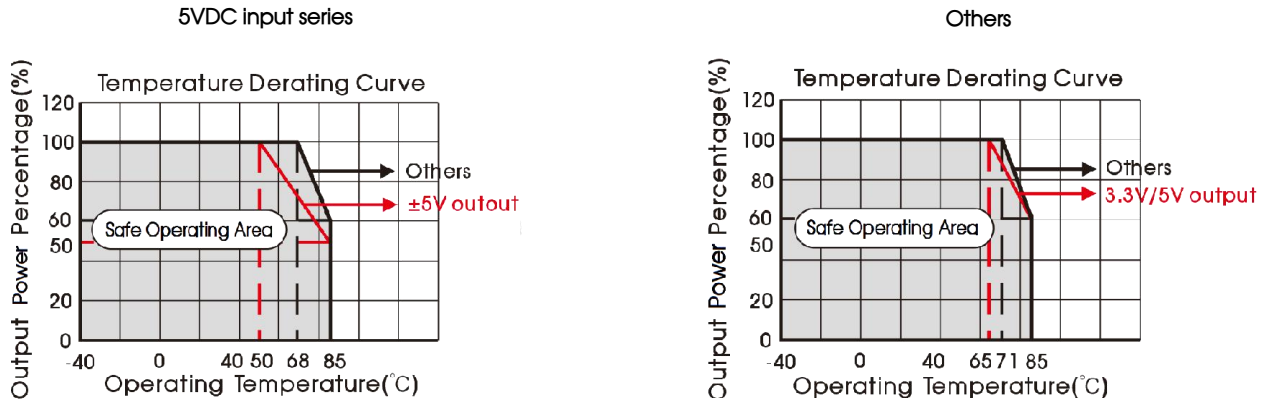 5VDC input series
Temperature Derating Curve
Output Power Percentage(%)
120
100
80
60
50
20
0
Safe Operating Area
Others
±5V outout
-40 0 40 50 68 85
Operating Temperature(°C)
Others
Temperature Derating Curve
Output Power Percentage(%)
120
100
80
60
50
20
0
Safe Operating Area
Others
3.3V/5V output
-40 0 40 65 71 85
Operating Temperature(°C)